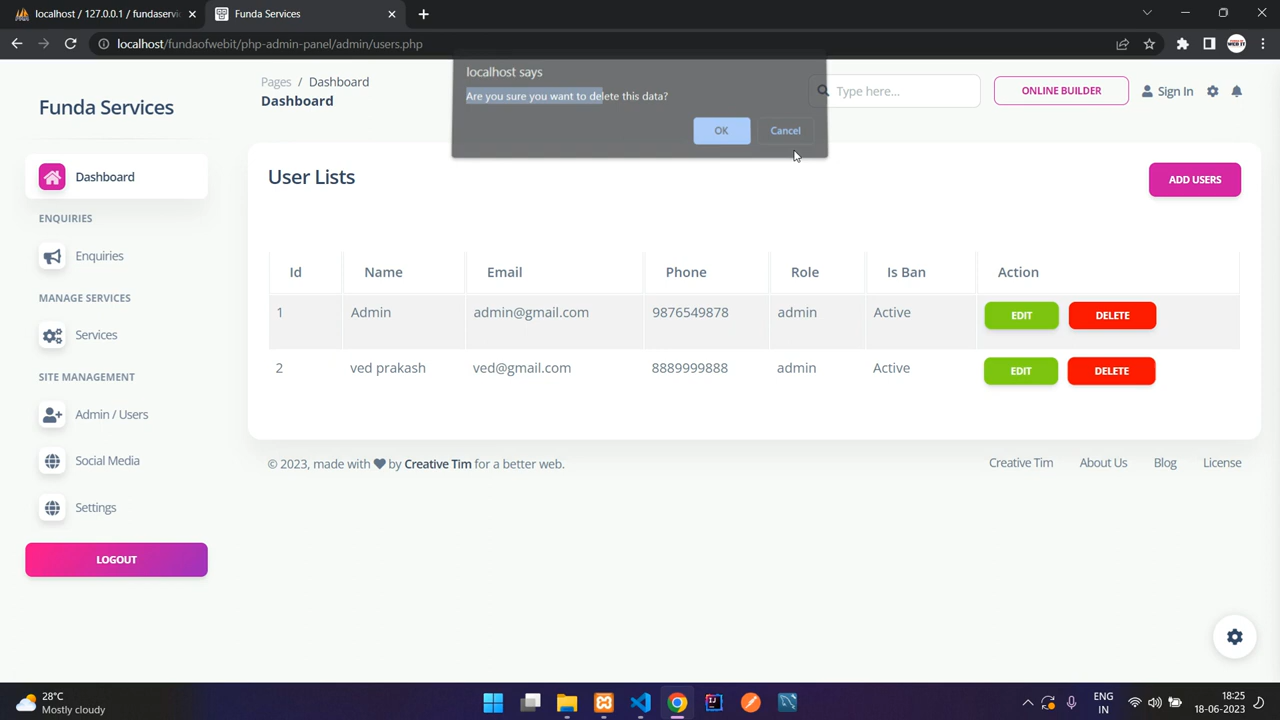 localhost / 127.0.0.1 / fundaservi
Funda Services
localhost/fundaofwebit/php-admin-panel/admin/users.php
localhost says
Are you sure you want to delete this data?
OK
Cancel
Funda Services
Pages / Dashboard
Dashboard
Type here...
ONLINE BUILDER
Sign In
Dashboard
ENQUIRIES
Enquiries
MANAGE SERVICES
Services
SITE MANAGEMENT
Admin / Users
Social Media
Settings
LOGOUT
User Lists
ADD USERS
Id Name Email Phone Role Is Ban Action
1 Admin admin@gmail.com 9876549878 admin Active EDIT DELETE
2 ved prakash ved@gmail.com 8889999888 admin Active EDIT DELETE
© 2023, made with ♥ by Creative Tim for a better web.
Creative Tim About Us Blog License
28°C
Mostly cloudy
ENG
IN
18:25
18-06-2023